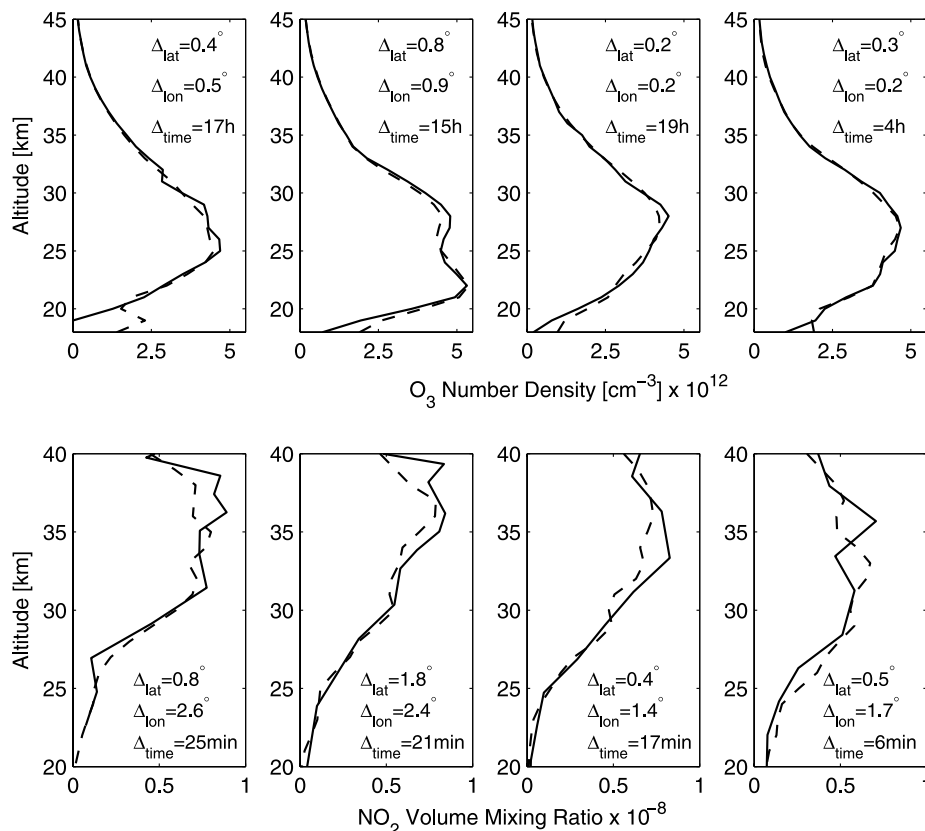 45
40
35
30
25
20
Altitude [km]
Δlat=0.4°
Δlon=0.5°
Δtime=17h
0 2.5 5
45
40
35
30
25
20
Δlat=0.8°
Δlon=0.9°
Δtime=15h
0 2.5 5
45
40
35
30
25
20
Δlat=0.2°
Δlon=0.2°
Δtime=19h
0 2.5 5
45
40
35
30
25
20
Δlat=0.3°
Δlon=0.2°
Δtime=4h
0 2.5 5
O3 Number Density [cm−3] x 1012
40
35
30
25
20
Altitude [km]
Δlat=0.8°
Δlon=2.6°
Δtime=25min
0 0.5 1
40
35
30
25
20
Δlat=1.8°
Δlon=2.4°
Δtime=21min
0 0.5 1
40
35
30
25
20
Δlat=0.4°
Δlon=1.4°
Δtime=17min
0 0.5 1
40
35
30
25
20
Δlat=0.5°
Δlon=1.7°
Δtime=6min
0 0.5 1
NO2 Volume Mixing Ratio x 10−8